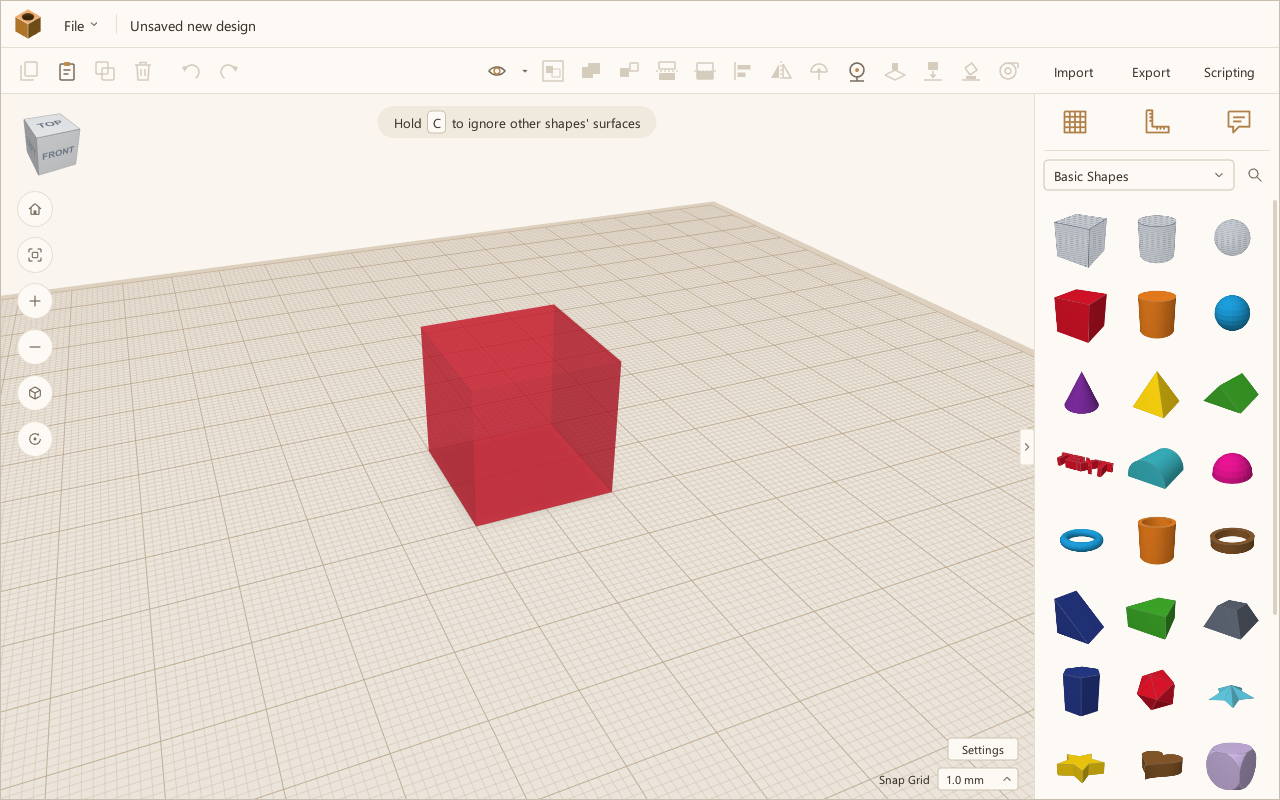 File
Unsaved new design
Import
Export
Scripting
Hold C to ignore other shapes' surfaces
TOP
FRONT
Basic Shapes
Settings
Snap Grid
1.0 mm